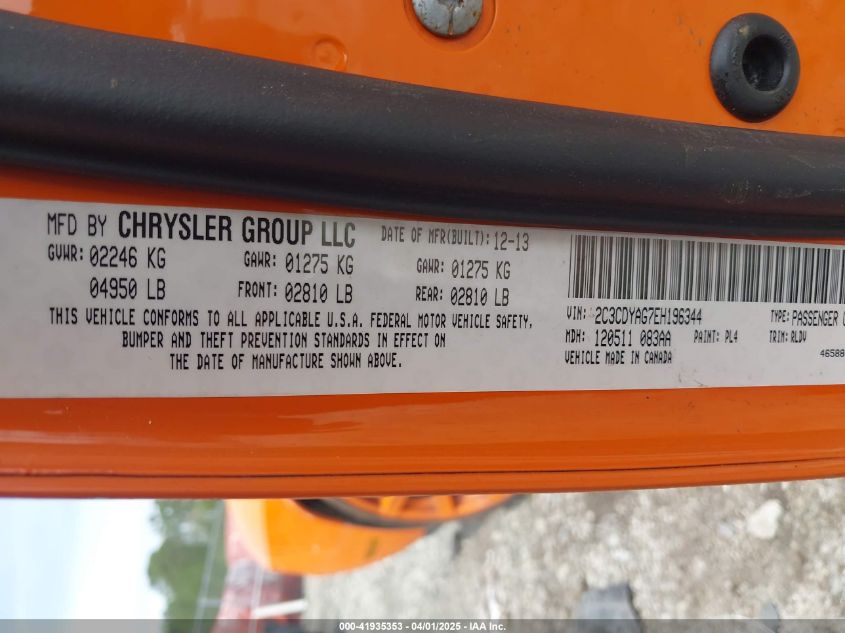 MFD BY CHRYSLER GROUP LLC
DATE OF MFR(BUILT): 12-13
GVWR: 02246 KG
04950 LB
GAWR: 01275 KG
FRONT: 02810 LB
GAWR: 01275 KG
REAR: 02810 LB
THIS VEHICLE CONFORMS TO ALL APPLICABLE U.S.A. FEDERAL MOTOR VEHICLE SAFETY,
BUMPER AND THEFT PREVENTION STANDARDS IN EFFECT ON
THE DATE OF MANUFACTURE SHOWN ABOVE.
VIN: 2C3CDYAG7EH196344
TYPE: PASSENGER
MDH: 120511 083AA
PAINT: PL4
TRIM: RLDV
VEHICLE MADE IN CANADA
46588
000-41935353 - 04/01/2025 - IAA Inc.